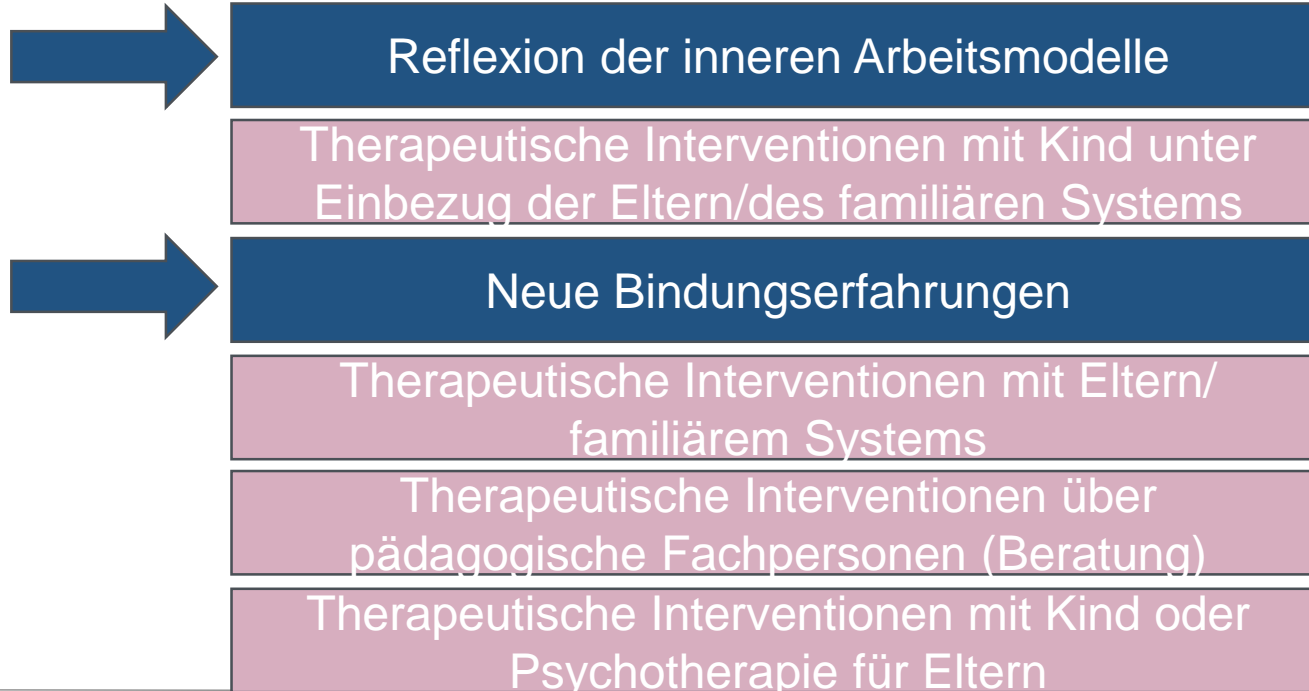 Reflexion der inneren Arbeitsmodelle
Therapeutische Interventionen mit Kind unter
Einbezug der Eltern/des familiären Systems
Neue Bindungserfahrungen
Therapeutische Interventionen mit Eltern/
familiärem Systems
Therapeutische Interventionen über
pädagogische Fachpersonen (Beratung)
Therapeutische Interventionen mit Kind oder
Psychotherapie für Eltern